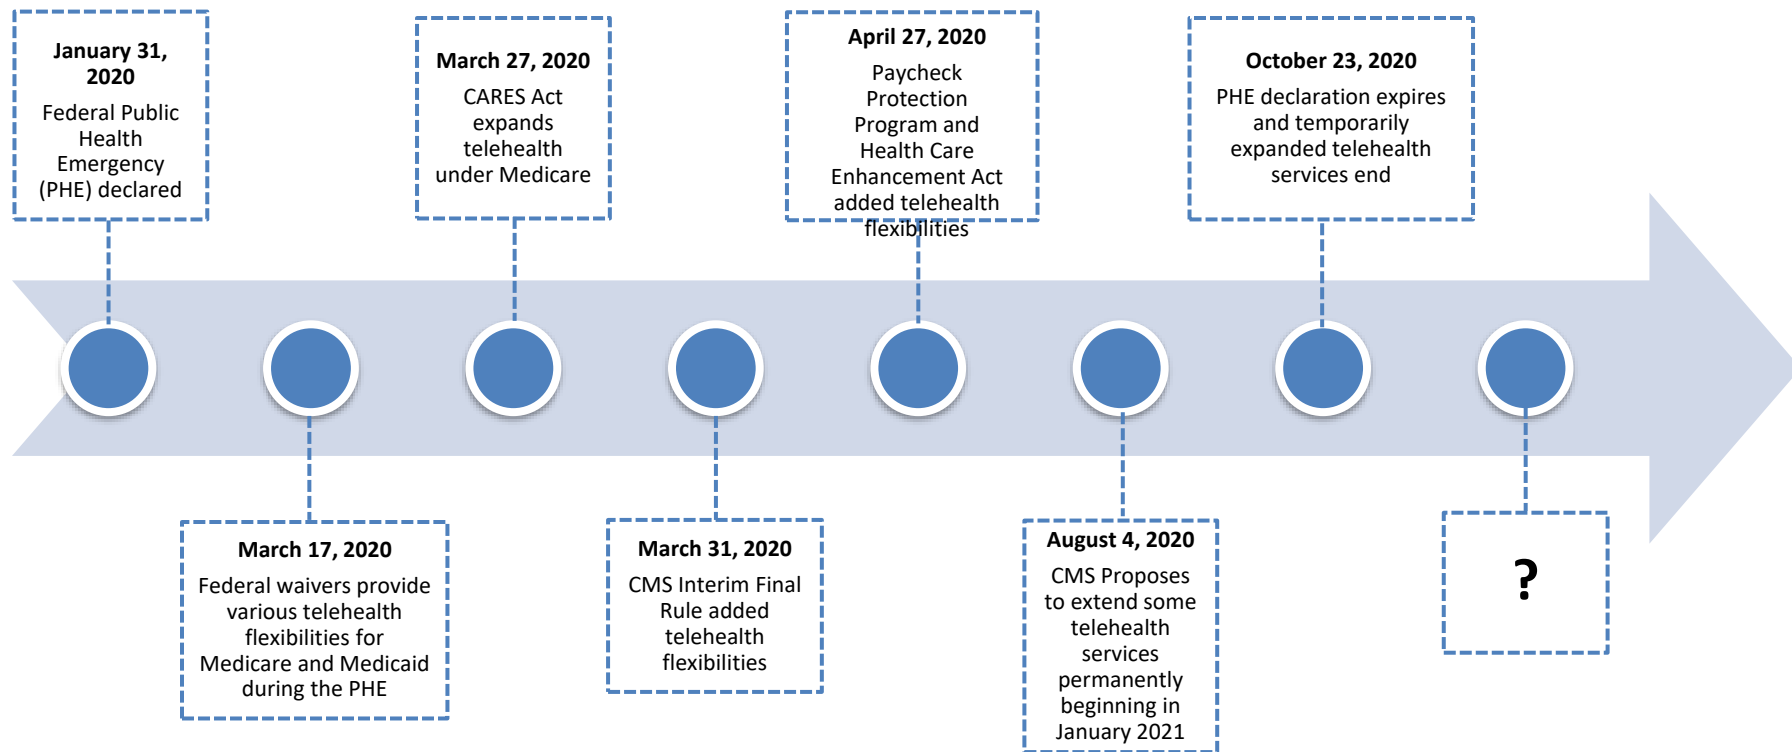 January 31,
2020
Federal Public
Health
Emergency
(PHE) declared
March 17, 2020
Federal waivers provide
various telehealth
flexibilities for
Medicare and Medicaid
during the PHE
March 27, 2020
CARES Act
expands
telehealth
under Medicare
March 31, 2020
CMS Interim Final
Rule added
telehealth
flexibilities
April 27, 2020
Paycheck
Protection
Program and
Health Care
Enhancement Act
added telehealth
flexibilities
August 4, 2020
CMS Proposes
to extend some
telehealth
services
permanently
beginning in
January 2021
October 23, 2020
PHE declaration expires
and temporarily
expanded telehealth
services end
?